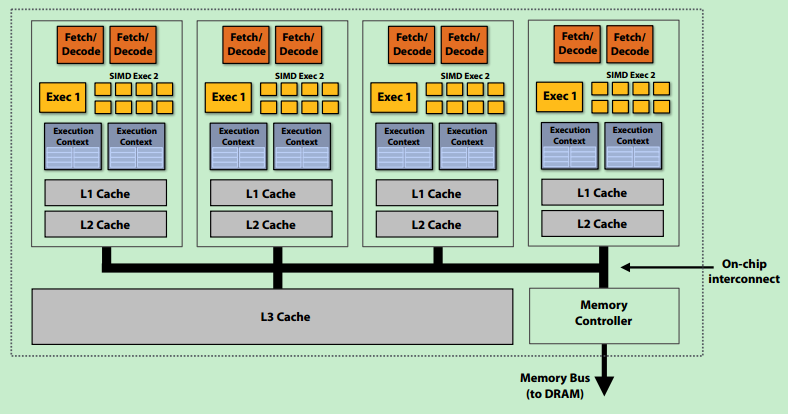 Fetch/
Decode
Fetch/
Decode
SIMD Exec 2
Exec 1
Execution
Context
Execution
Context
L1 Cache
L2 Cache
Fetch/
Decode
Fetch/
Decode
SIMD Exec 2
Exec 1
Execution
Context
Execution
Context
L1 Cache
L2 Cache
Fetch/
Decode
Fetch/
Decode
SIMD Exec 2
Exec 1
Execution
Context
Execution
Context
L1 Cache
L2 Cache
Fetch/
Decode
Fetch/
Decode
SIMD Exec 2
Exec 1
Execution
Context
Execution
Context
L1 Cache
L2 Cache
On-chip
interconnect
L3 Cache
Memory
Controller
Memory Bus
(to DRAM)